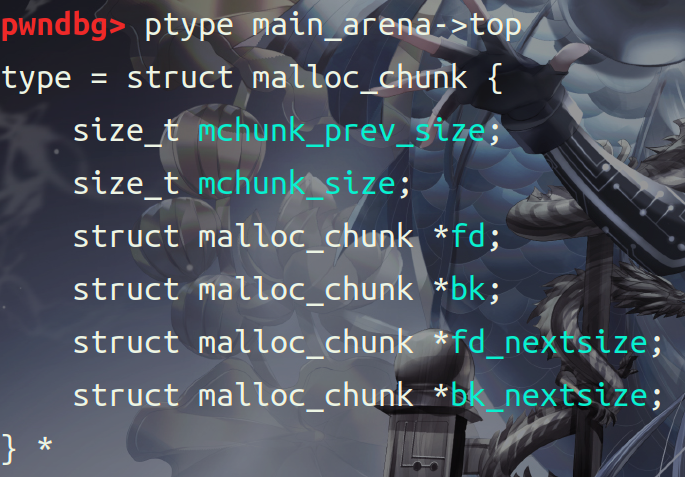 pwndbg> ptype main_arena->top
type = struct malloc_chunk {
    size_t mchunk_prev_size;
    size_t mchunk_size;
    struct malloc_chunk *fd;
    struct malloc_chunk *bk;
    struct malloc_chunk *fd_nextsize;
    struct malloc_chunk *bk_nextsize;
} *